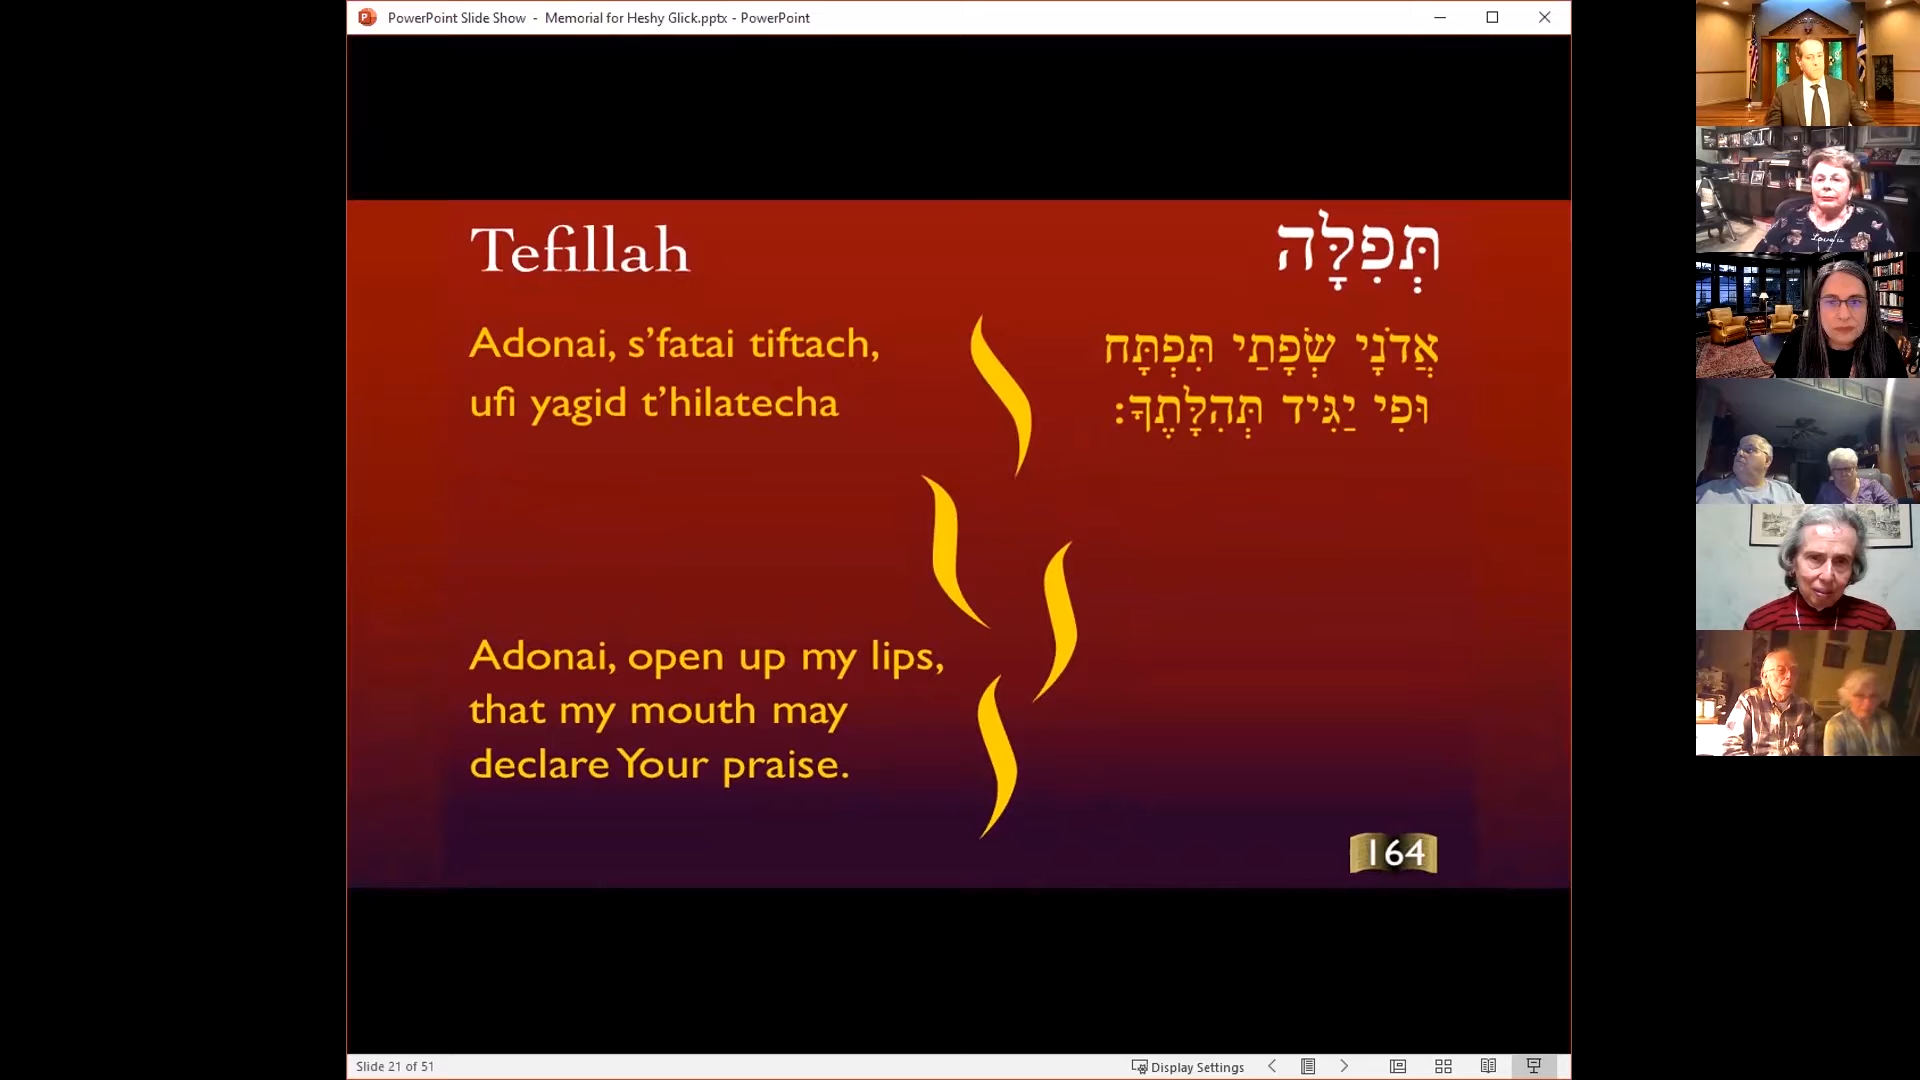 PowerPoint Slide Show - Memorial for Heshy Glick.pptx - PowerPoint
Tefillah
תְּפִלָּה
Adonai, s’fatai tiftach,
ufi yagid t’hilatecha
אֲדֹנָי שְׂפָתַי תִּפְתָּח
וּפִי יַגִּיד תְּהִלָּתֶךָ:
Adonai, open up my lips,
that my mouth may
declare Your praise.
164
Slide 21 of 51
Display Settings